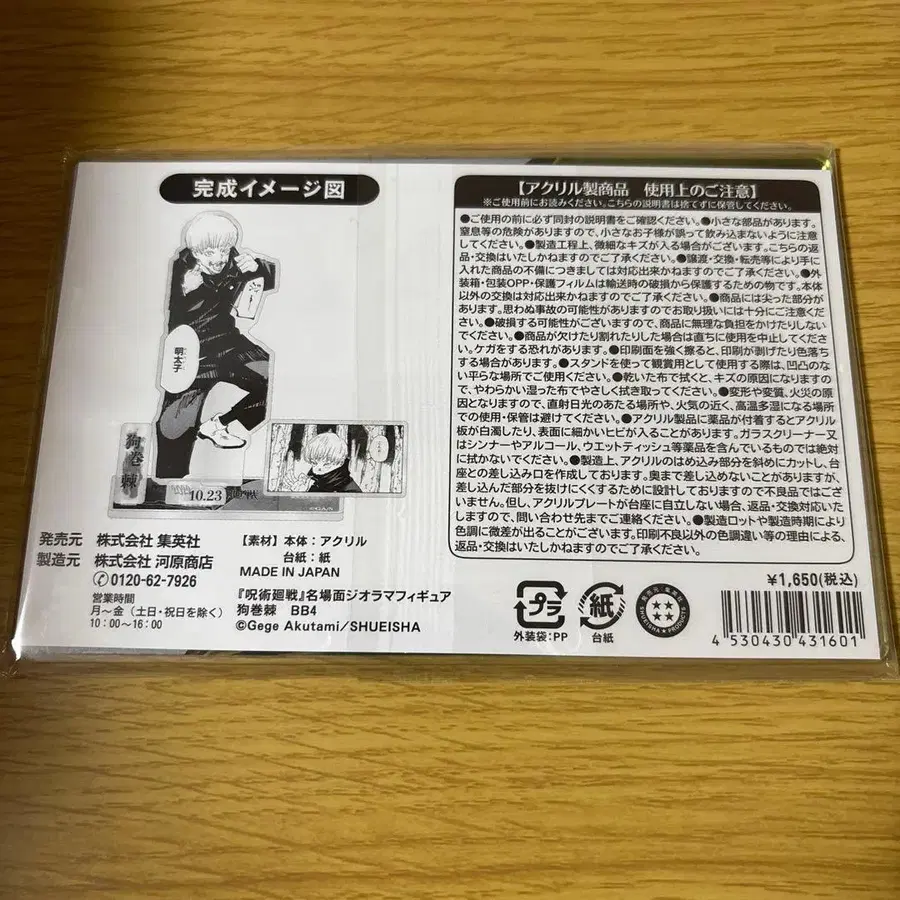 完成イメージ図
明太子
狗巻棘
10.23
発売元 株式会社 集英社
製造元 株式会社 河原商店
0120-62-7926
営業時間
月～金(土日・祝日を除く)
10:00～16:00
【素材】本体:アクリル
台紙:紙
MADE IN JAPAN
『呪術廻戦』名場面ジオラマフィギュア
狗巻棘 BB4
©Gege Akutami/SHUEISHA
【アクリル製商品 使用上のご注意】
※ご使用前にお読みください。こちらの説明書は捨てずに保管してください。
●ご使用の前に必ず同封の説明書をご確認ください。●小さな部品があります。
窒息等の危険がありますので、小さなお子様が誤って飲み込まないように注意
してください。●製造工程上、微細なキズが入る場合がございます。こちらの返
品・交換はいたしかねますのでご了承ください。●譲渡・交換・転売等により手に
入れた商品の不備につきましては対応出来かねますのでご了承ください。●外
装箱・包装OPP・保護フィルムは輸送時の破損から保護するための物です。本体
以外の交換は対応出来かねますのでご了承ください。●商品には尖った部分が
あります。思わぬ事故の可能性がありますのでお取り扱いには十分にご注意くださ
い。●破損する可能性がございますので、商品に無理な負担をかけたりしない
でください。●商品が欠けたり割れたりした場合は直ちに使用を中止してくださ
い。ケガをする恐れがあります。●印刷面を強く擦ると、印刷が剥げたり色落ち
する場合があります。●スタンドを使って観賞用として使用する際は、凹凸のな
い平らな場所でご使用ください。●乾いた布で拭くと、キズの原因になりますの
で、やわらかい湿った布でやさしく拭き取ってください。●変形や変質、火災の原
因となりますので、直射日光のあたる場所や、火気の近く、高温多湿になる場所
での使用・保管は避けてください。●アクリル製品に薬品が付着するとアクリル
板が白濁したり、表面に細かいヒビが入ることがあります。ガラスクリーナー又
はシンナーやアルコール、ウエットティッシュ等薬品を含んでいるものでは絶対
に拭かないでください。●製造上、アクリルのはめ込み部分を斜めにカットし、台
座との差し込み口を作成しております。奥まで差し込めないことがありますが、
差し込んだ部分を抜けにくくするために設計しておりますので不良品ではござ
いません。但し、アクリルプレートが台座に自立しない場合、返品・交換対応いた
しますので、問い合わせ先までご連絡ください。●製造ロットや製造時期により
色調に微差が出ることがございます。印刷不良以外の色調違い等の理由による、
返品・交換はいたしかねますのでご了承ください。
プラ
外装袋:PP
紙
台紙
SHUEISHA PRODUCTS
¥1,650(税込)
4 530430 431601